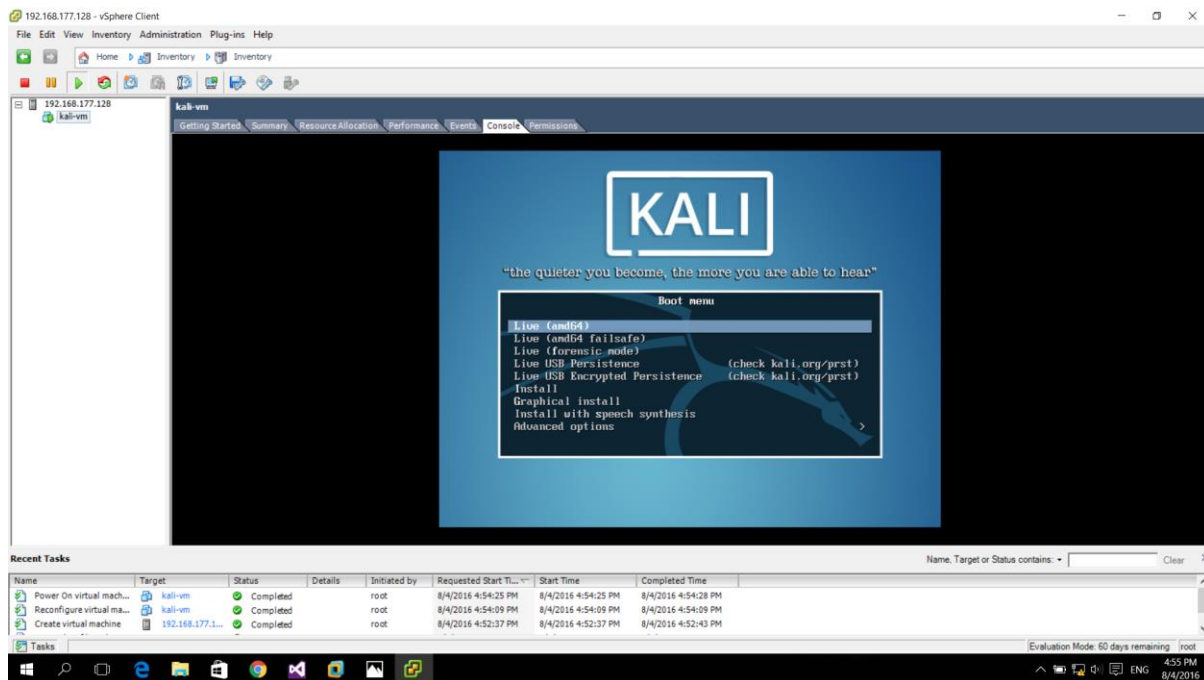 192.168.177.128 - vSphere Client
File Edit View Inventory Administration Plug-ins Help
Home Inventory Inventory
192.168.177.128
kali-vm
kali-vm
Getting Started Summary Resource Allocation Performance Events Console Permissions
KALI
"the quieter you become, the more you are able to hear"
Boot menu
Live (amd64)
Live (amd64 failsafe)
Live (forensic mode)
Live USB Persistence (check kali.org/prst)
Live USB Encrypted Persistence (check kali.org/prst)
Install
Graphical install
Install with speech synthesis
Advanced options >
Recent Tasks
Name, Target or Status contains: Clear
Name Target Status Details Initiated by Requested Start Ti... Start Time Completed Time
Power On virtual mach... kali-vm Completed root 8/4/2016 4:54:25 PM 8/4/2016 4:54:25 PM 8/4/2016 4:54:28 PM
Reconfigure virtual ma... kali-vm Completed root 8/4/2016 4:54:09 PM 8/4/2016 4:54:09 PM 8/4/2016 4:54:09 PM
Create virtual machine 192.168.177.1... Completed root 8/4/2016 4:52:37 PM 8/4/2016 4:52:37 PM 8/4/2016 4:52:43 PM
Tasks
Evaluation Mode: 60 days remaining root
ENG
4:55 PM
8/4/2016